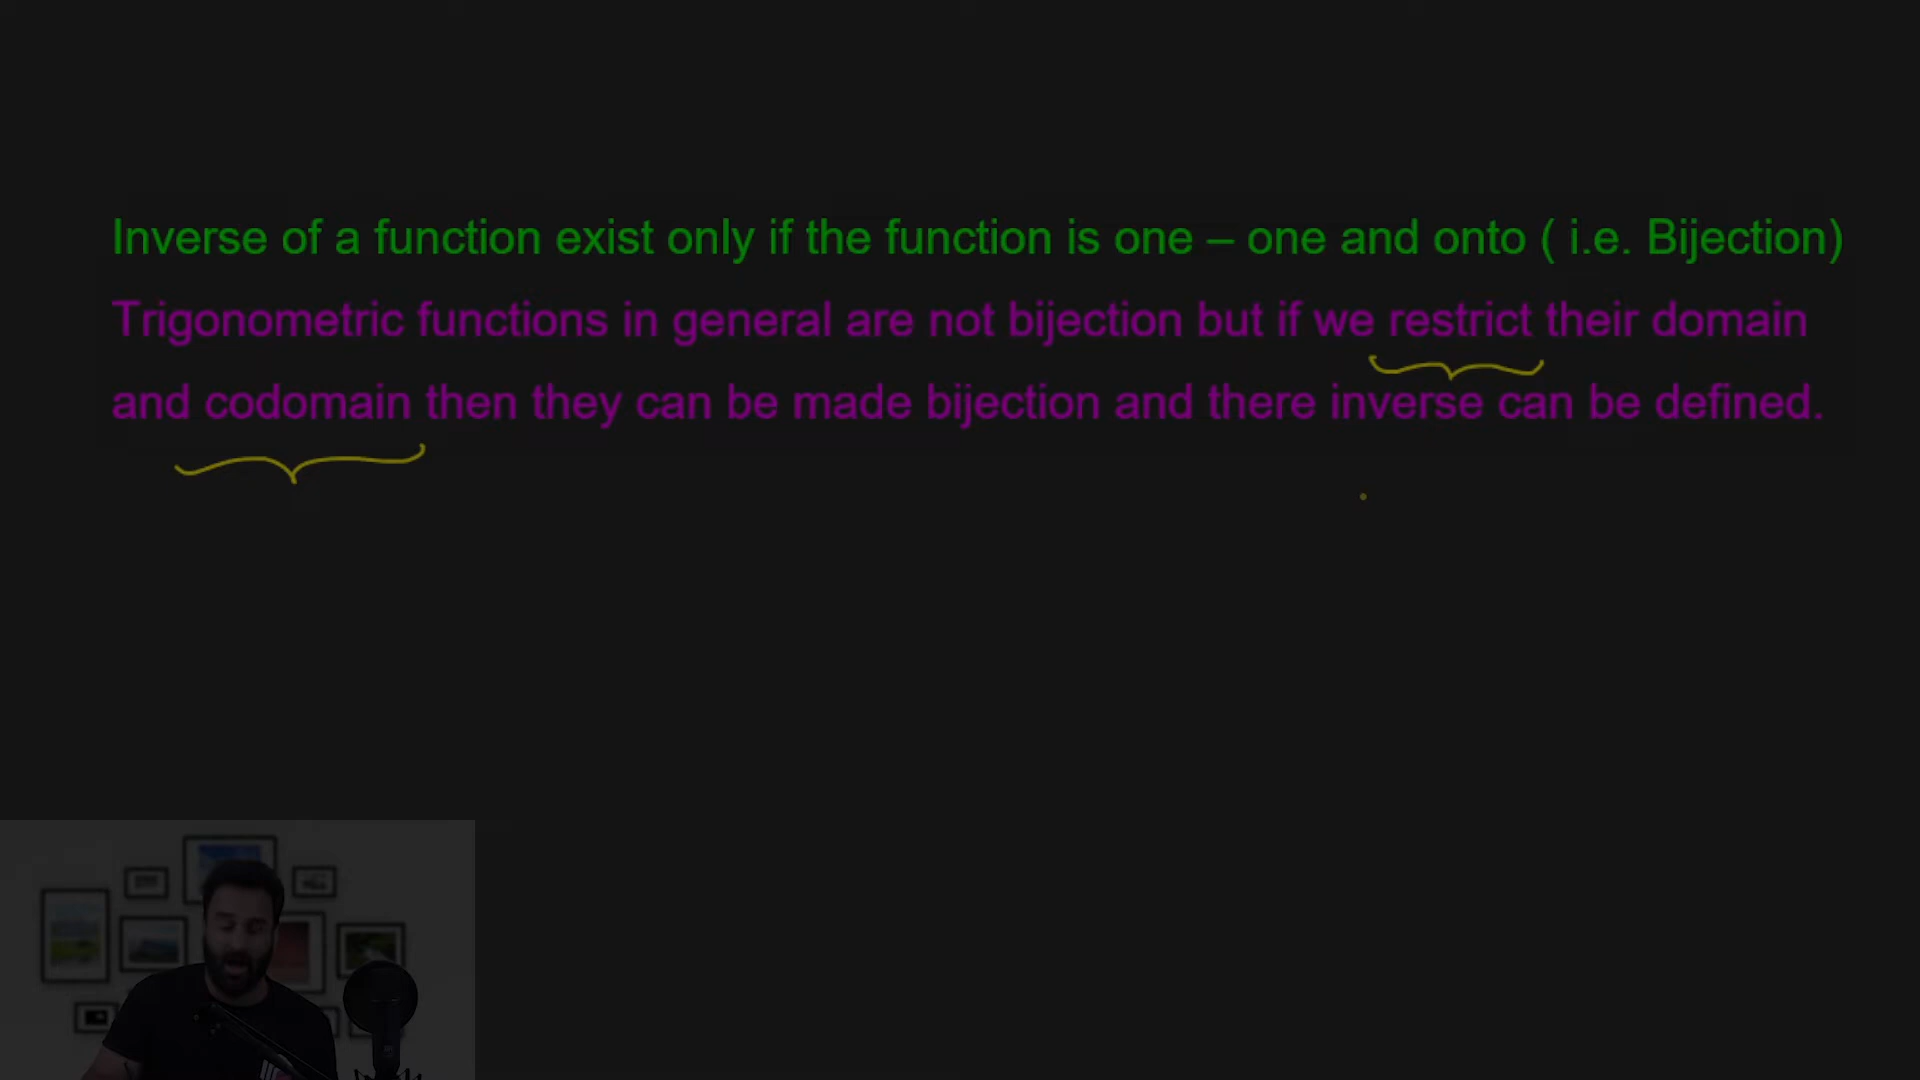 Inverse of a function exist only if the function is one – one and onto ( i.e. Bijection)
Trigonometric functions in general are not bijection but if we restrict their domain
and codomain then they can be made bijection and there inverse can be defined.